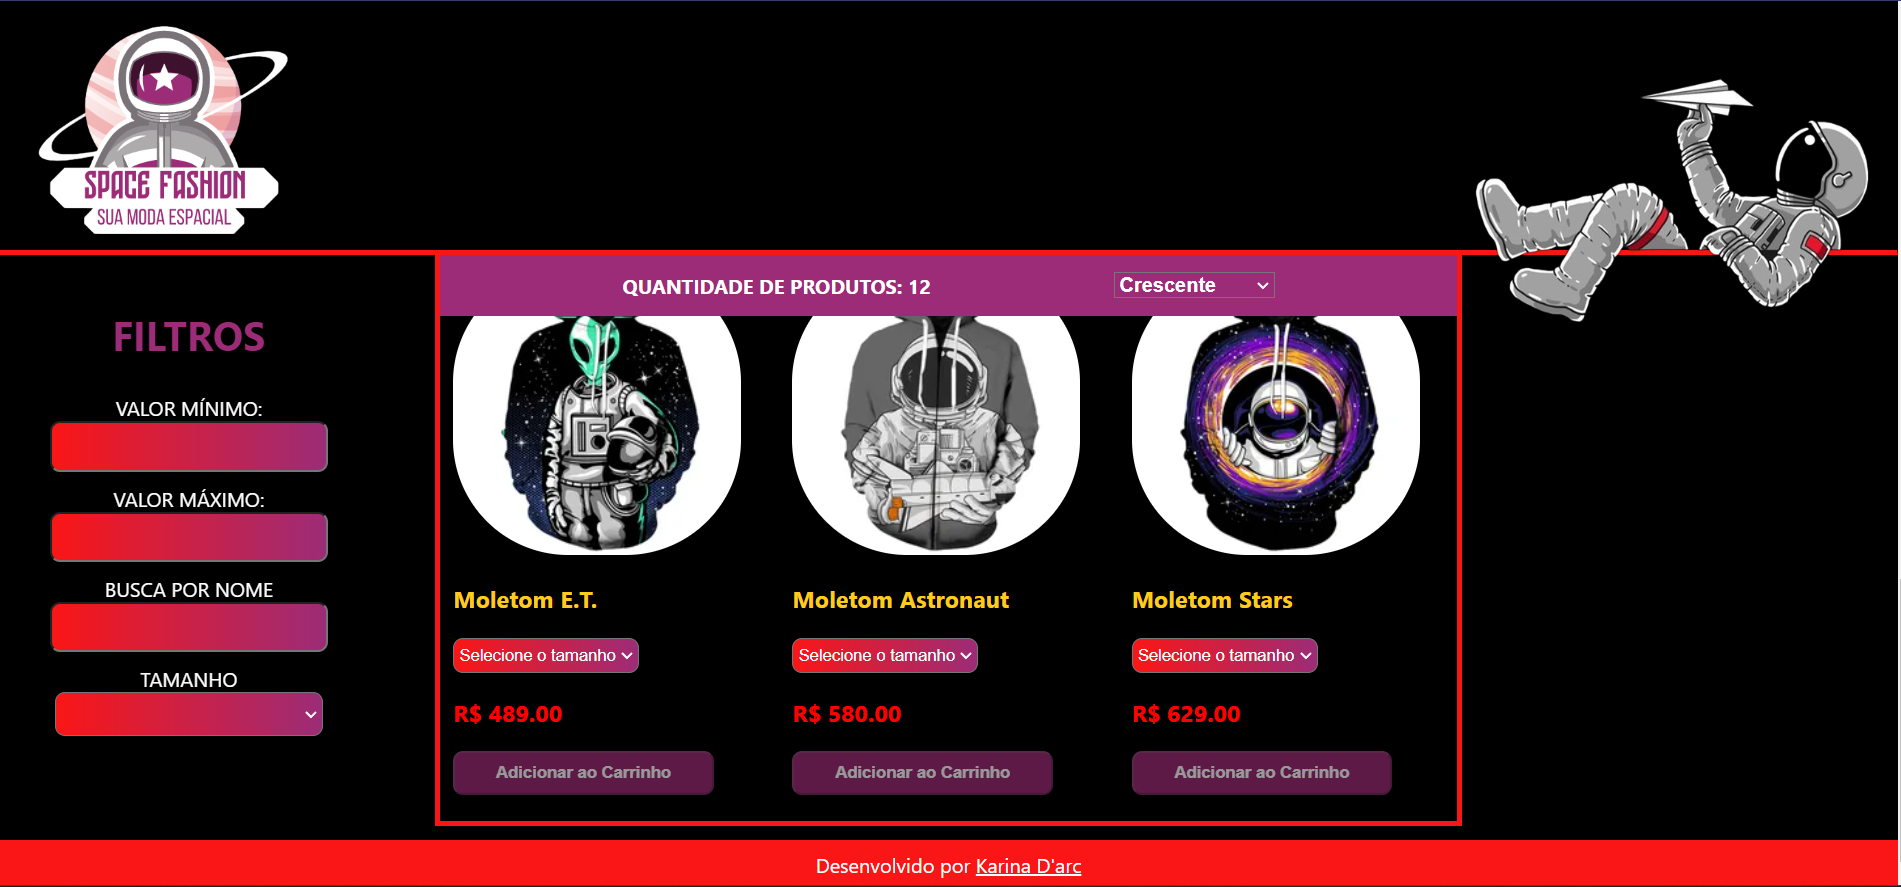 SPACE FASHION
SUA MODA ESPACIAL
QUANTIDADE DE PRODUTOS: 12
Crescente
FILTROS
VALOR MÍNIMO:
VALOR MÁXIMO:
BUSCA POR NOME
TAMANHO
Moletom E.T.
Selecione o tamanho
R$ 489.00
Adicionar ao Carrinho
Moletom Astronaut
Selecione o tamanho
R$ 580.00
Adicionar ao Carrinho
Moletom Stars
Selecione o tamanho
R$ 629.00
Adicionar ao Carrinho
Desenvolvido por Karina D'arc